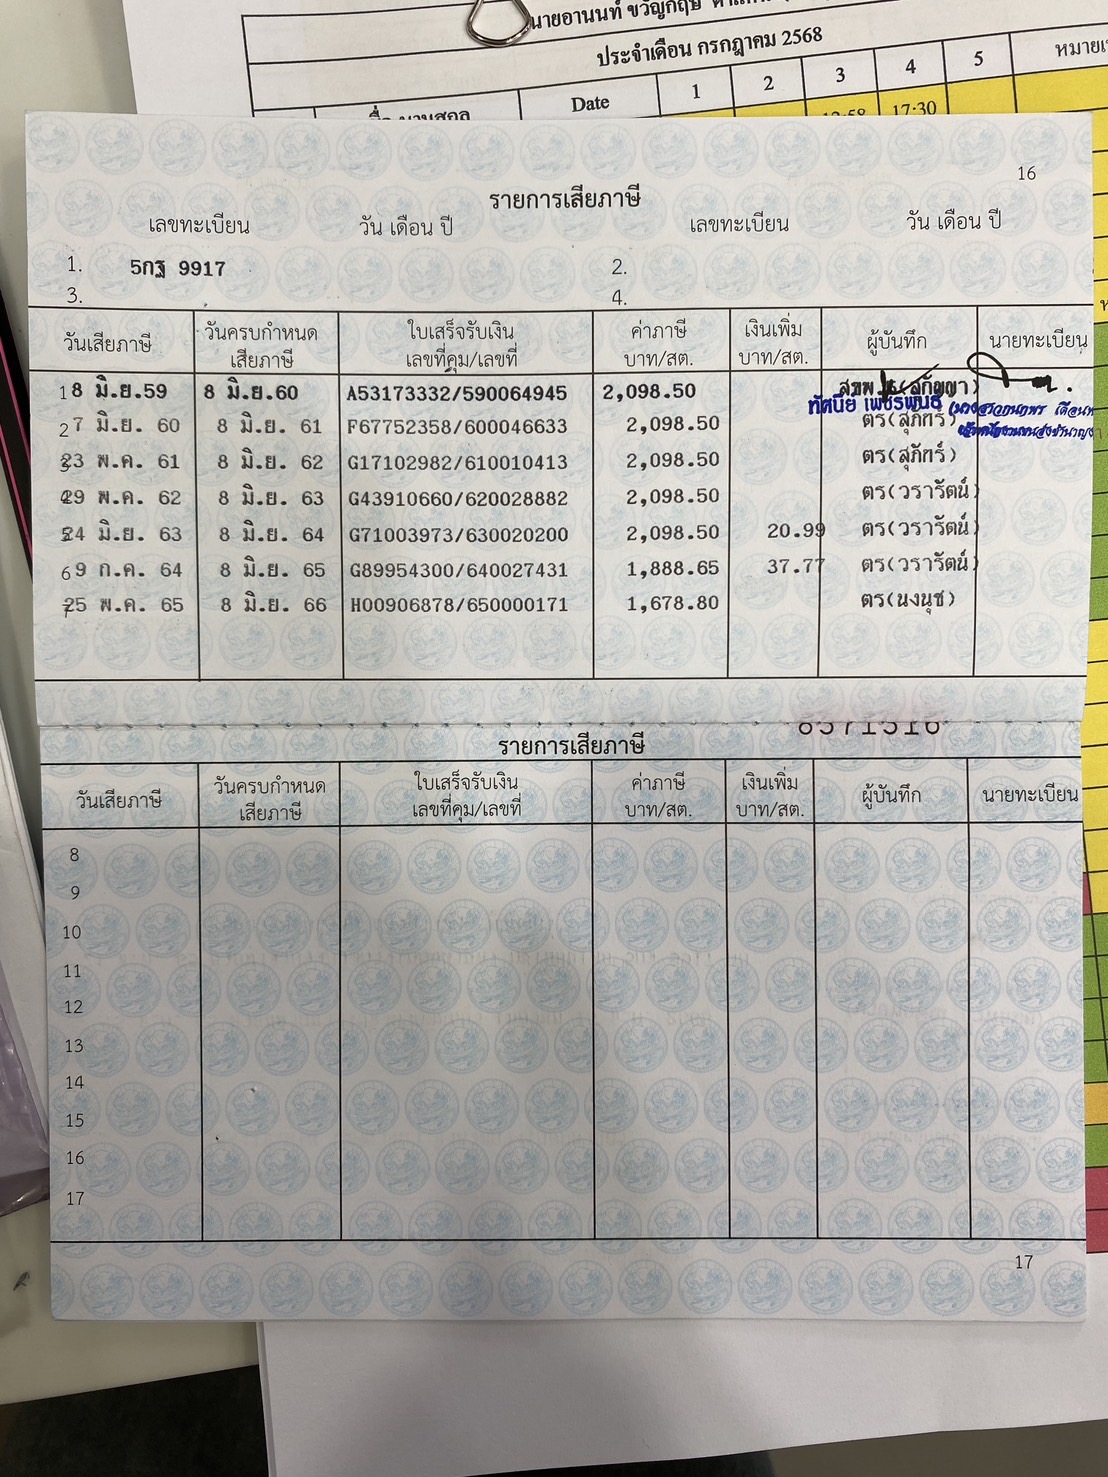 นายอานนท์ ขวัญกฤษ
ประจำเดือน กรกฎาคม 2568
Date 1 2 3 4 5
17:30
16
รายการเสียภาษี
เลขทะเบียน วัน เดือน ปี เลขทะเบียน วัน เดือน ปี
1. 5กฐ 9917 2.
3. 4.
วันเสียภาษี วันครบกำหนดเสียภาษี ใบเสร็จรับเงิน เลขที่คุม/เลขที่ ค่าภาษี บาท/สต. เงินเพิ่ม บาท/สต. ผู้บันทึก นายทะเบียน
1 8 มิ.ย.59 8 มิ.ย.60 A53173332/590064945 2,098.50 (สุกัญญา)
ทัศนีย์ เพชรพันธ์
2 7 มิ.ย. 60 8 มิ.ย. 61 F67752358/600046633 2,098.50 ตร(สุภัทร์)
3 23 พ.ค. 61 8 มิ.ย. 62 G17102982/610010413 2,098.50 ตร(สุภัทร์)
4 29 พ.ค. 62 8 มิ.ย. 63 G43910660/620028882 2,098.50 ตร(วรารัตน์)
5 24 มิ.ย. 63 8 มิ.ย. 64 G71003973/630020200 2,098.50 20.99 ตร(วรารัตน์)
6 9 ก.ค. 64 8 มิ.ย. 65 G89954300/640027431 1,888.65 37.77 ตร(วรารัตน์)
7 25 พ.ค. 65 8 มิ.ย. 66 H00906878/650000171 1,678.80 ตร(นงนุช)
8571516
รายการเสียภาษี
วันเสียภาษี วันครบกำหนดเสียภาษี ใบเสร็จรับเงิน เลขที่คุม/เลขที่ ค่าภาษี บาท/สต. เงินเพิ่ม บาท/สต. ผู้บันทึก นายทะเบียน
8
9
10
11
12
13
14
15
16
17
17